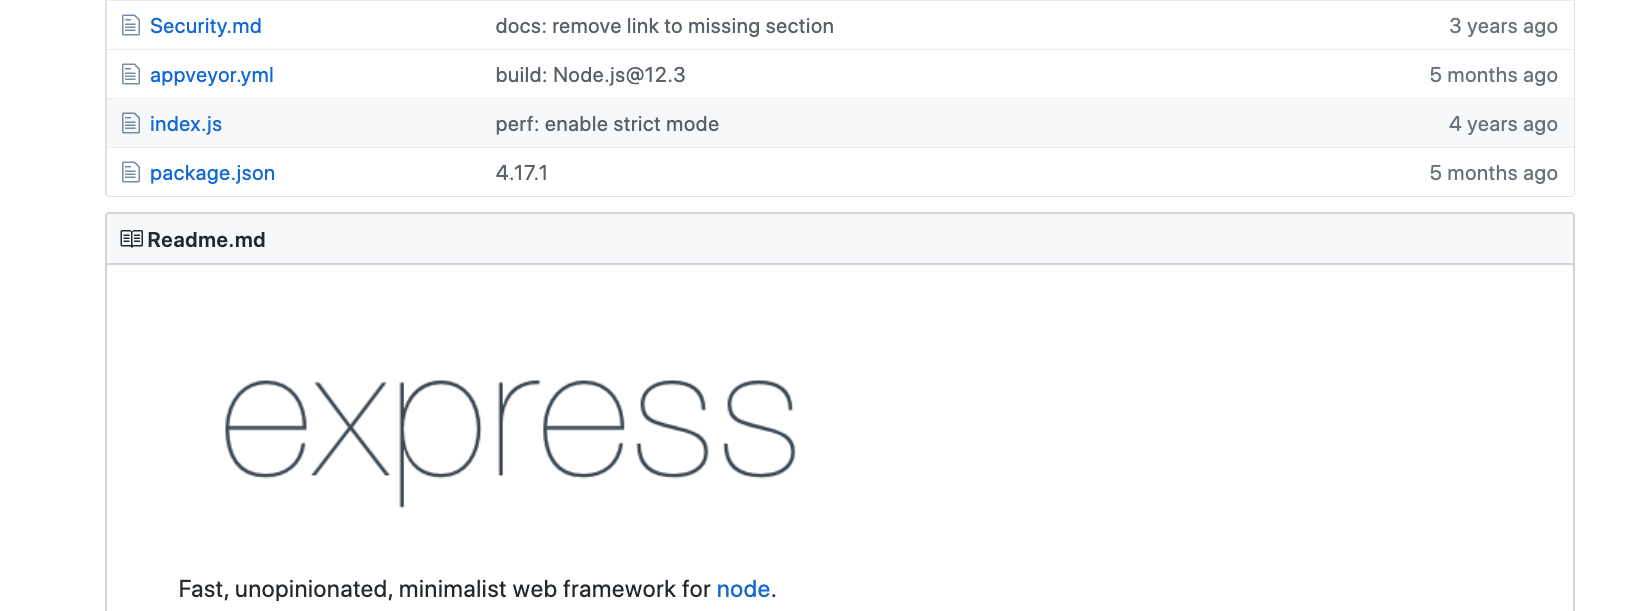 Security.md docs: remove link to missing section 3 years ago
appveyor.yml build: Node.js@12.3 5 months ago
index.js perf: enable strict mode 4 years ago
package.json 4.17.1 5 months ago
Readme.md
express
Fast, unopinionated, minimalist web framework for node.